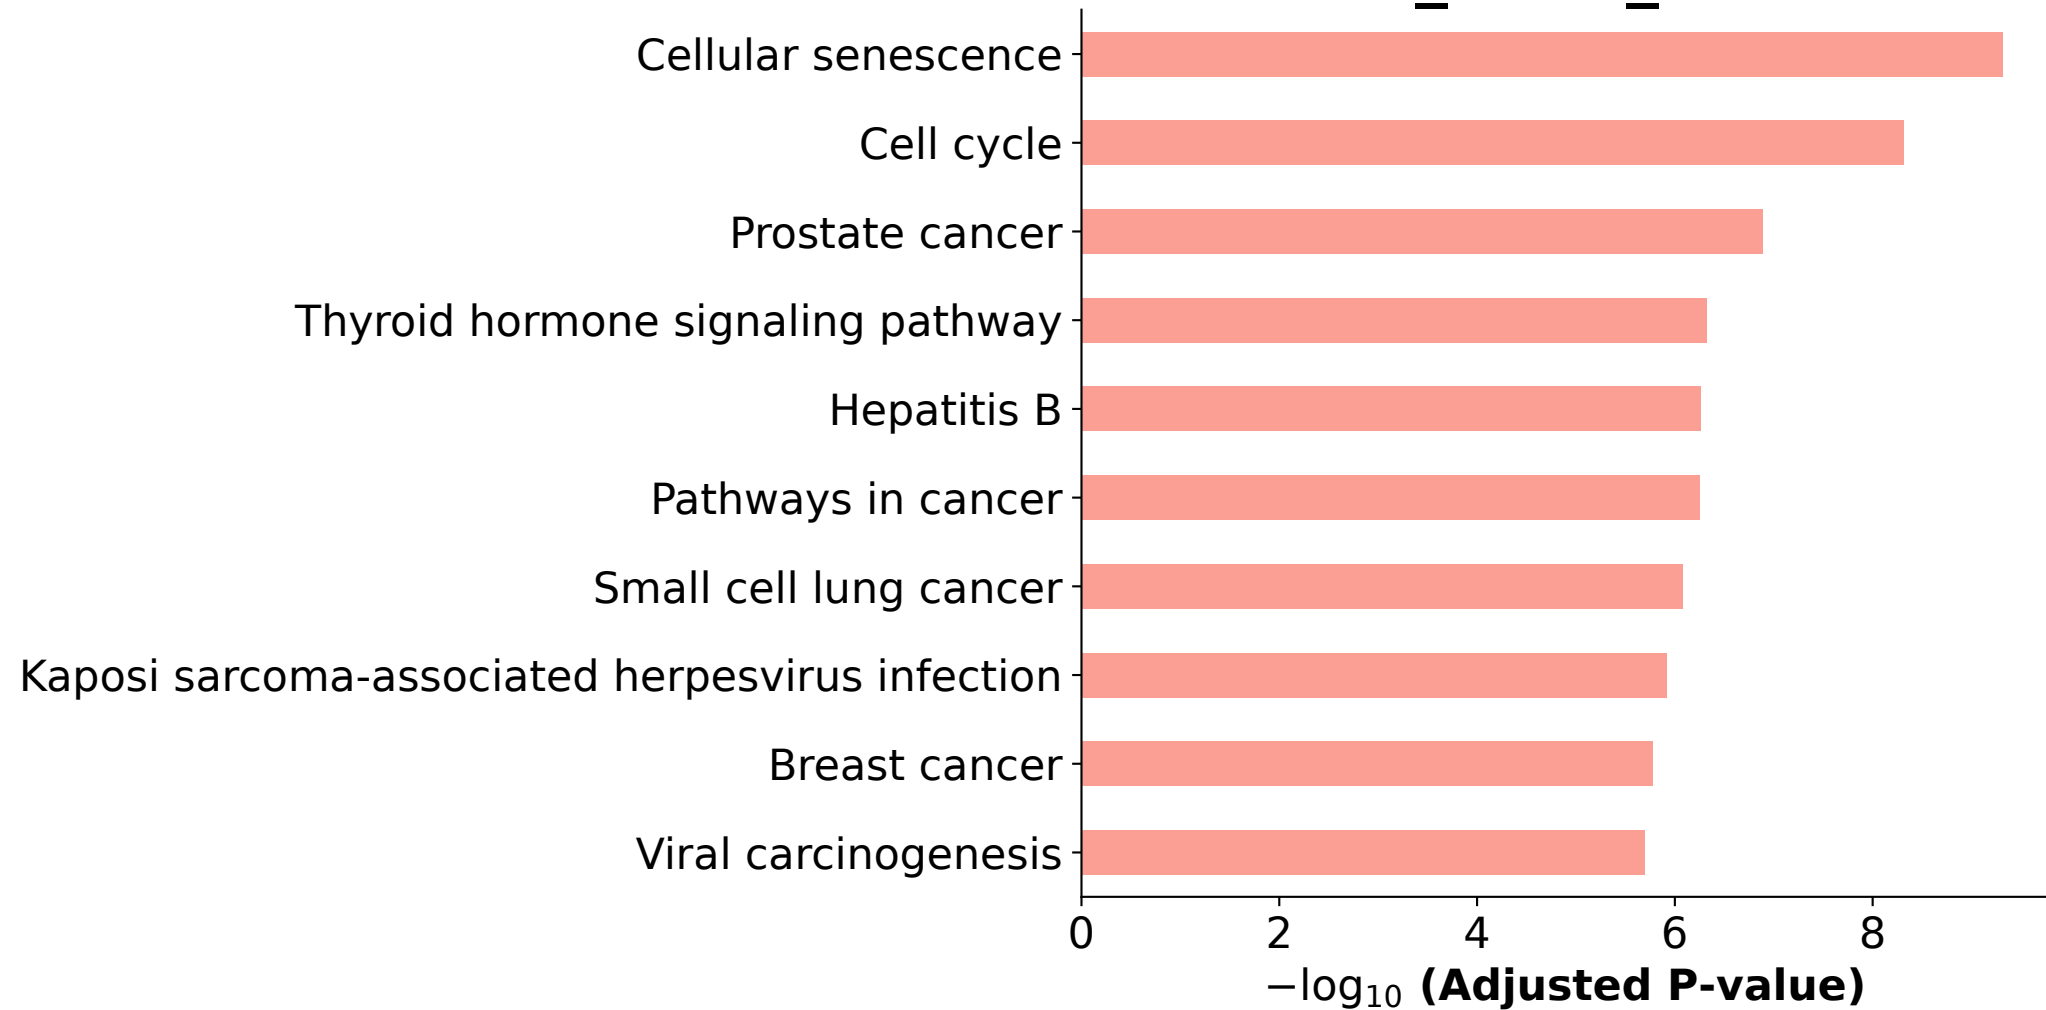 Cellular senescence
Cell cycle
Prostate cancer
Thyroid hormone signaling pathway
Hepatitis B
Pathways in cancer
Small cell lung cancer
Kaposi sarcoma-associated herpesvirus infection
Breast cancer
Viral carcinogenesis
0 2 4 6 8
−log₁₀ (Adjusted P-value)